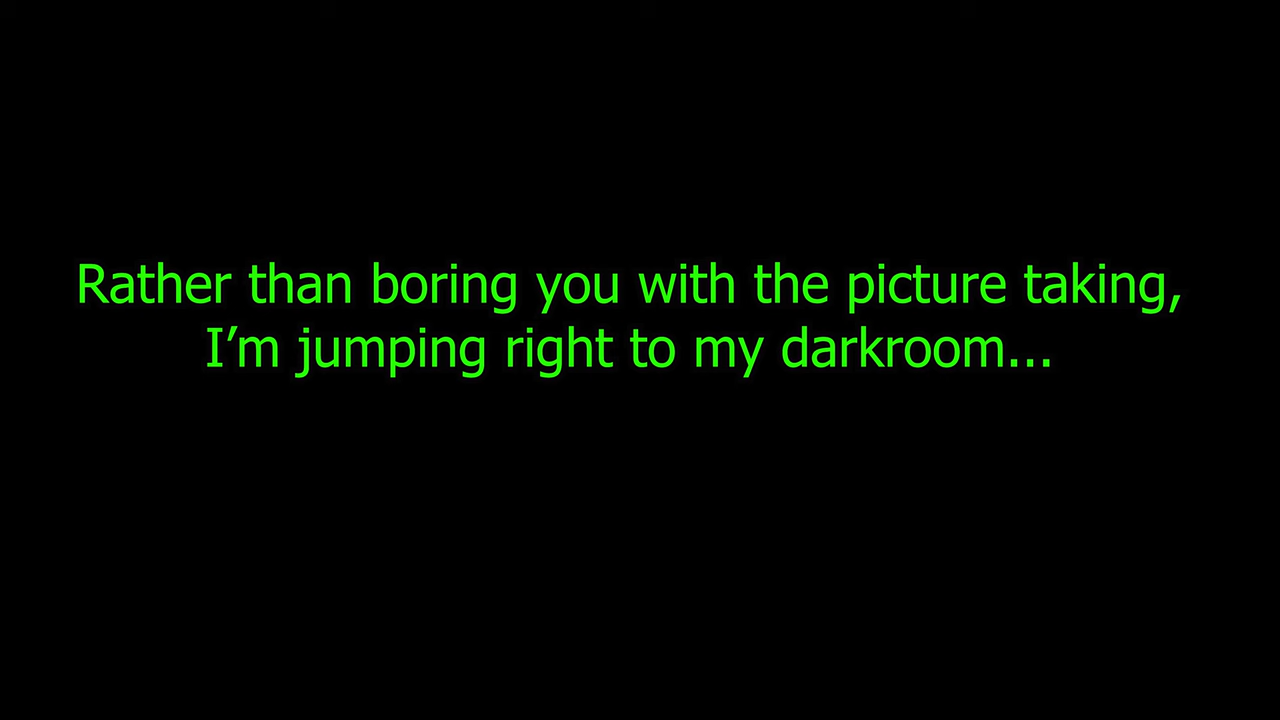 Rather than boring you with the picture taking,
I’m jumping right to my darkroom...